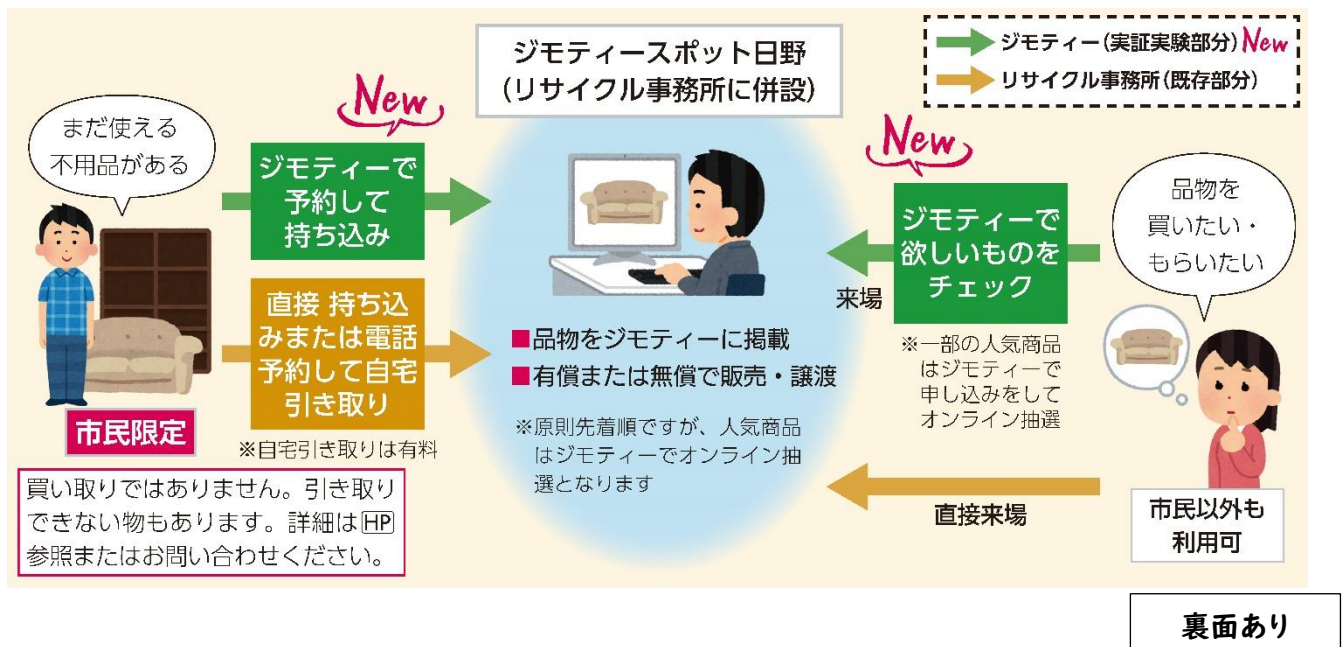 ジモティースポット日野
(リサイクル事務所に併設)
ジモティー(実証実験部分)New
リサイクル事務所(既存部分)
まだ使える
不用品がある
New
ジモティーで
予約して
持ち込み
直接 持ち込
みまたは電話
予約して自宅
引き取り
※自宅引き取りは有料
市民限定
買い取りではありません。引き取り
できない物もあります。詳細はHP
参照またはお問い合わせください。
■品物をジモティーに掲載
■有償または無償で販売・譲渡
※原則先着順ですが、人気商品
はジモティーでオンライン抽
選となります
New
ジモティーで
欲しいものを
チェック
来場
※一部の人気商品
はジモティーで
申し込みをして
オンライン抽選
品物を
買いたい・
もらいたい
直接来場
市民以外も
利用可
裏面あり